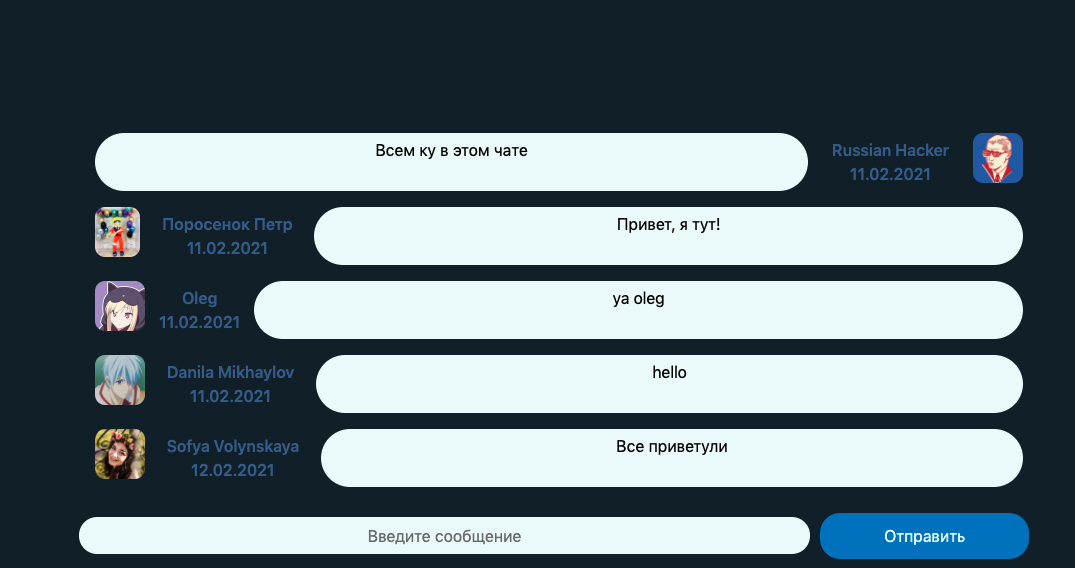 Всем ку в этом чате
Russian Hacker
11.02.2021
Поросенок Петр
11.02.2021
Привет, я тут!
Oleg
11.02.2021
ya oleg
Danila Mikhaylov
11.02.2021
hello
Sofya Volynskaya
12.02.2021
Все приветули
Введите сообщение
Отправить